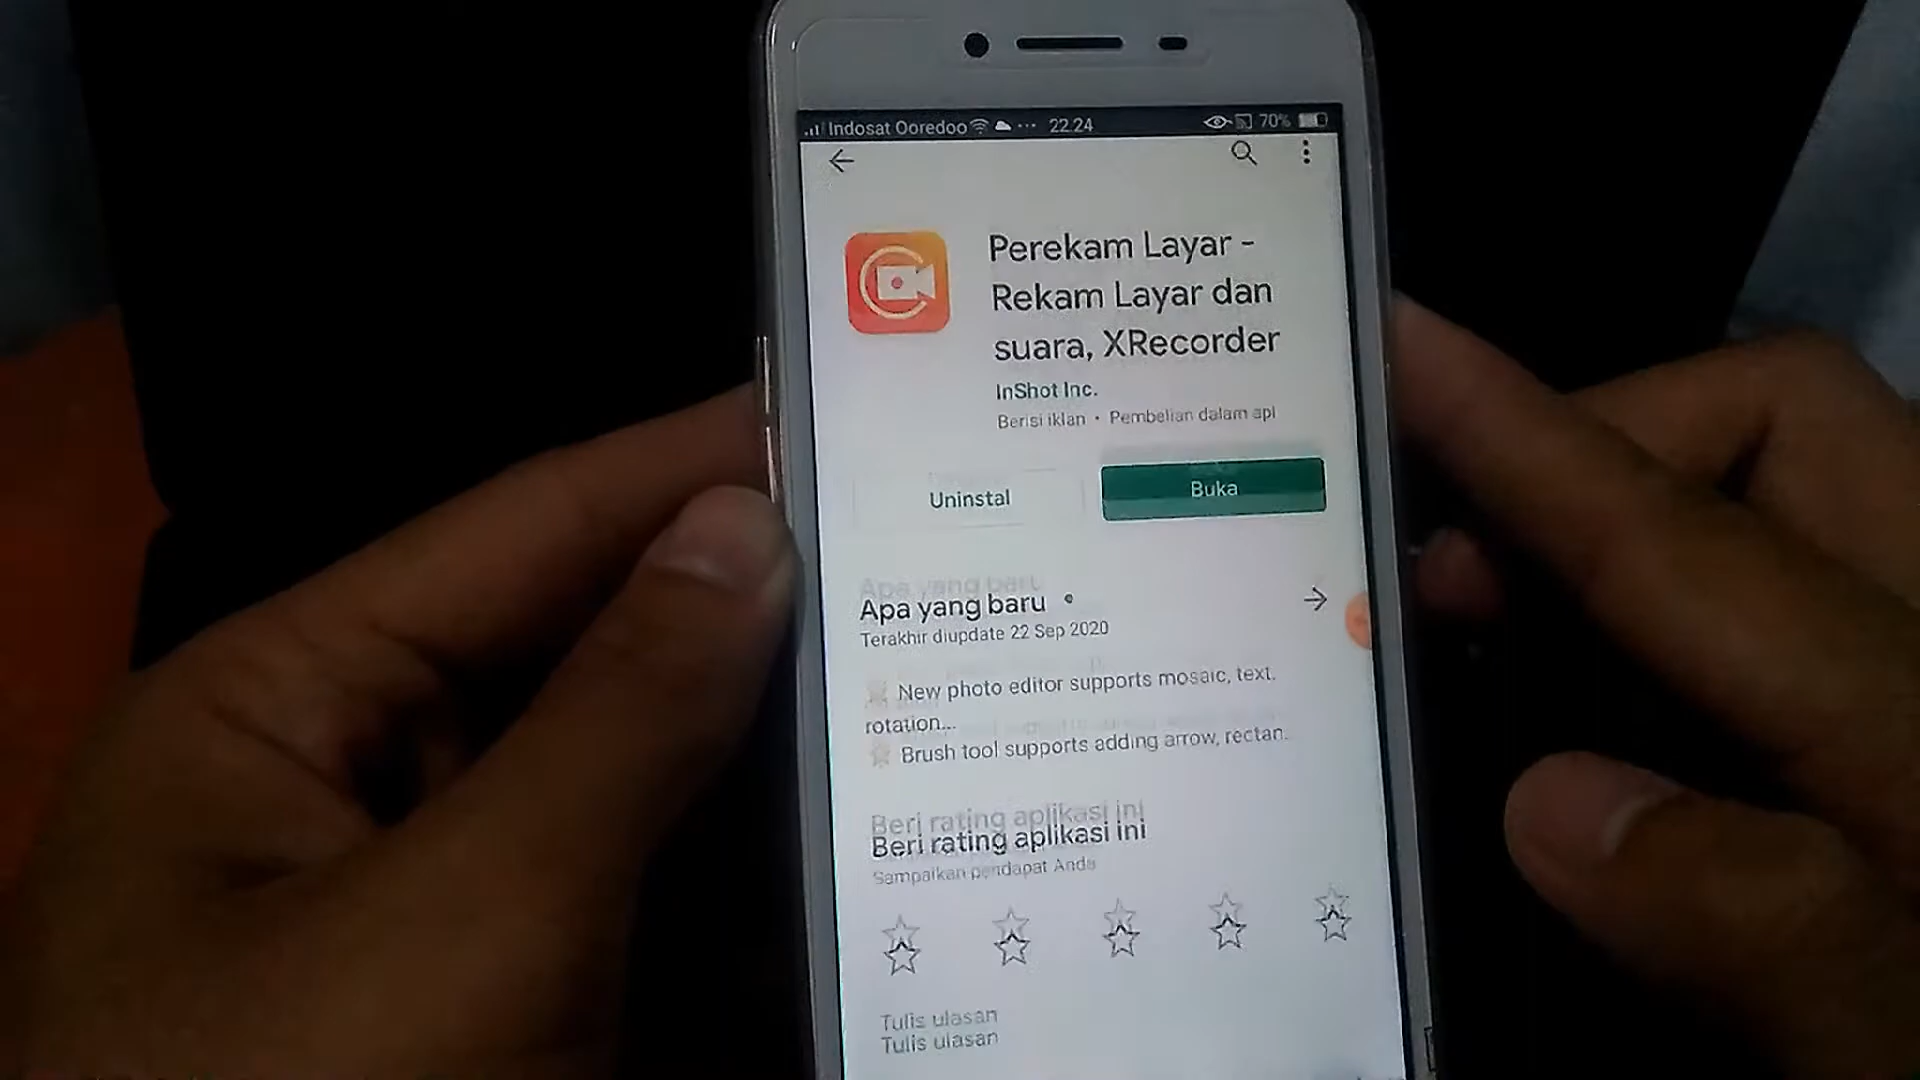 Indosat Ooredoo ... 22.24 70%
Perekam Layar -
Rekam Layar dan
suara, XRecorder
InShot Inc.
Berisi iklan • Pembelian dalam apl
Uninstal Buka
Apa yang baru
Apa yang baru •
Terakhir diupdate 22 Sep 2020
New photo editor supports mosaic, text.
rotation...
Brush tool supports adding arrow, rectan.
Beri rating aplikasi ini
Beri rating aplikasi ini
Sampaikan pendapat Anda
Tulis ulasan
Tulis ulasan